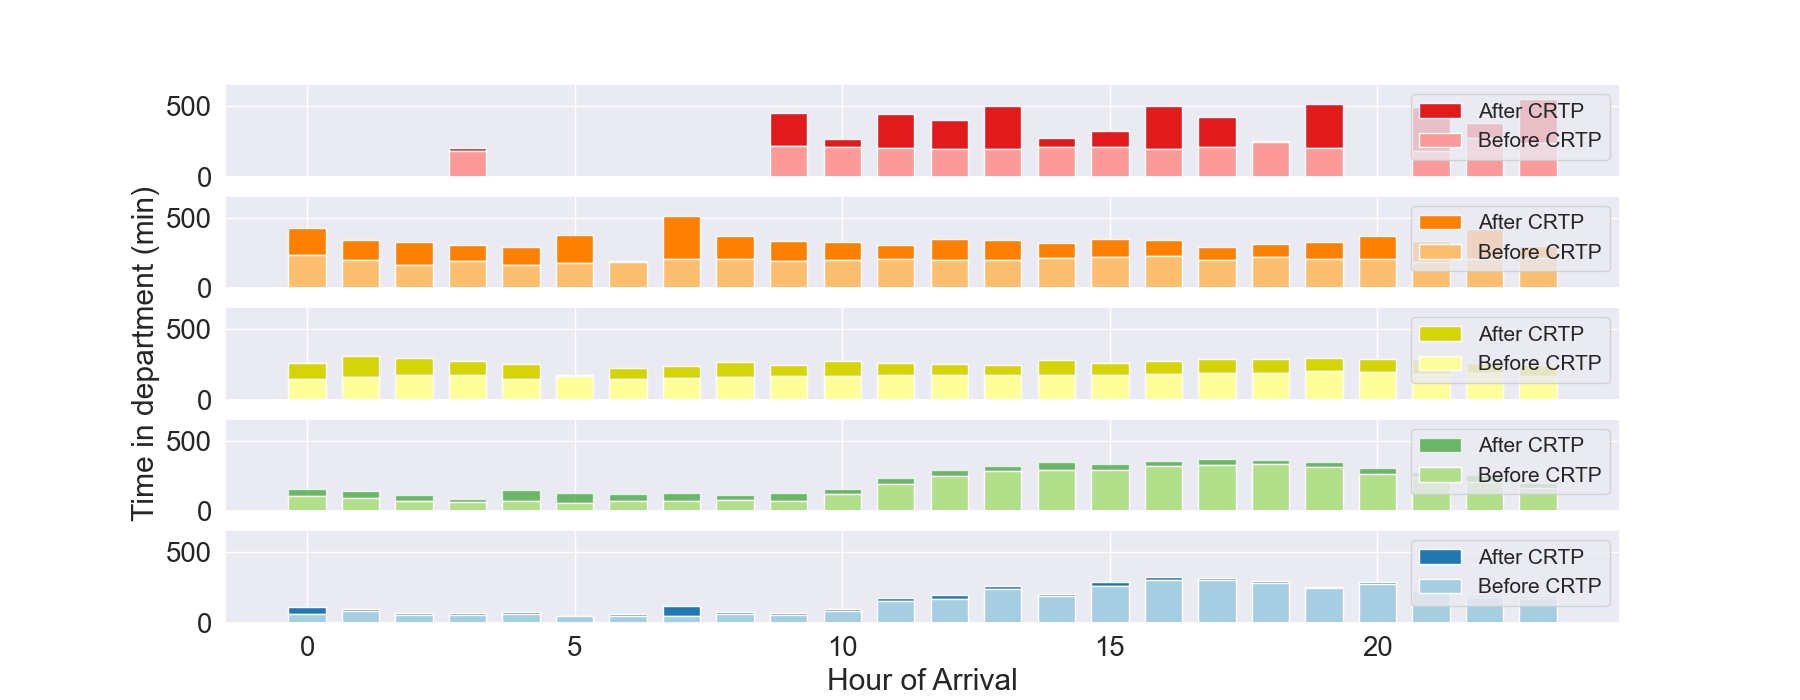 500
0
After CRTP
Before CRTP
500
0
After CRTP
Before CRTP
500
0
After CRTP
Before CRTP
500
0
After CRTP
Before CRTP
500
0
After CRTP
Before CRTP
Time in department (min)
0 5 10 15 20
Hour of Arrival